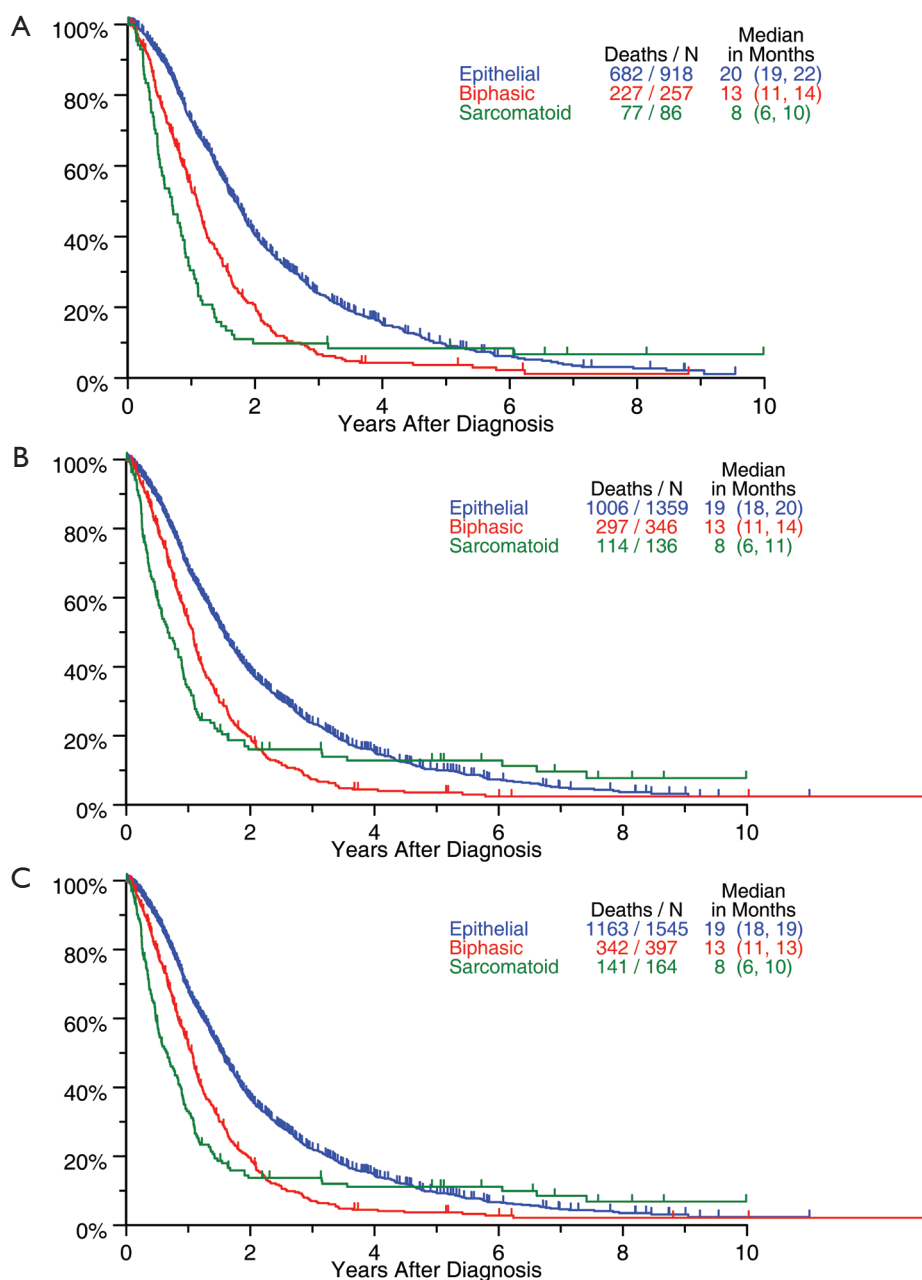 A
Median
Deaths / N in Months
Epithelial 682 / 918 20 (19, 22)
Biphasic 227 / 257 13 (11, 14)
Sarcomatoid 77 / 86 8 (6, 10)
100%
80%
60%
40%
20%
0%
0 2 4 6 8 10
Years After Diagnosis
B
Median
Deaths / N in Months
Epithelial 1006 / 1359 19 (18, 20)
Biphasic 297 / 346 13 (11, 14)
Sarcomatoid 114 / 136 8 (6, 11)
100%
80%
60%
40%
20%
0%
0 2 4 6 8 10
Years After Diagnosis
C
Median
Deaths / N in Months
Epithelial 1163 / 1545 19 (18, 19)
Biphasic 342 / 397 13 (11, 13)
Sarcomatoid 141 / 164 8 (6, 10)
100%
80%
60%
40%
20%
0%
0 2 4 6 8 10
Years After Diagnosis